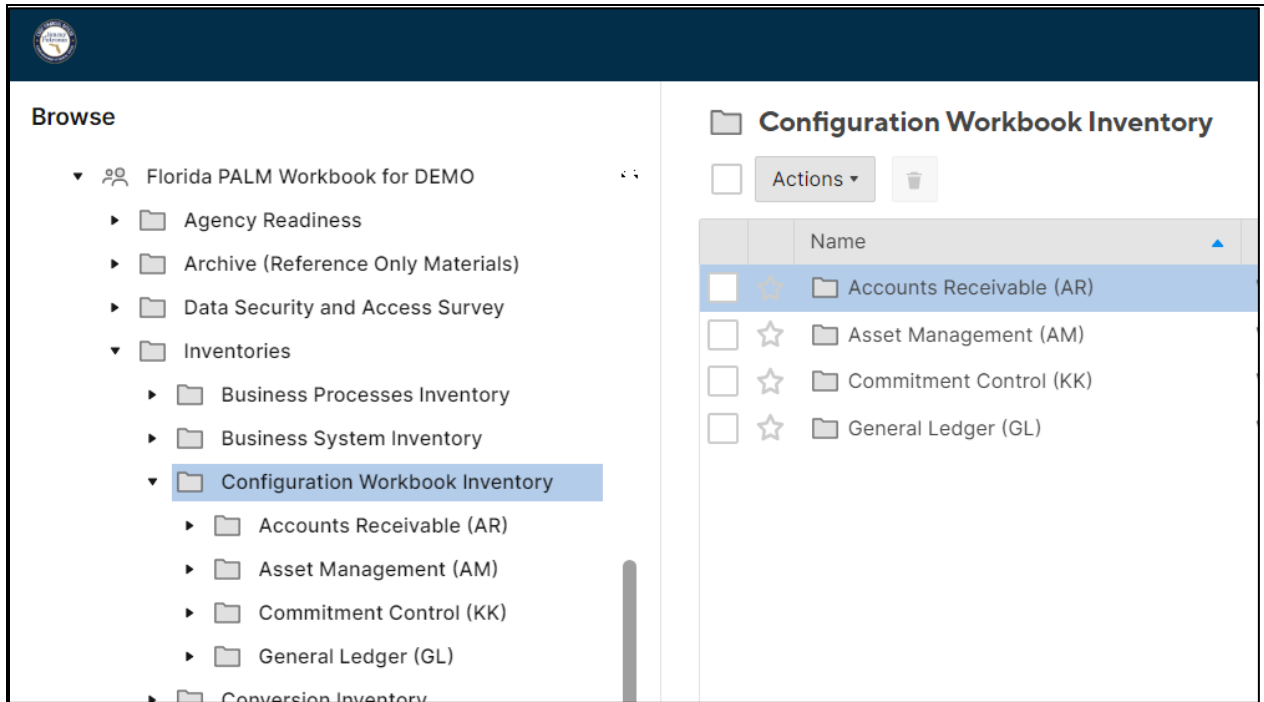 Browse
Florida PALM Workbook for DEMO
Agency Readiness
Archive (Reference Only Materials)
Data Security and Access Survey
Inventories
Business Processes Inventory
Business System Inventory
Configuration Workbook Inventory
Accounts Receivable (AR)
Asset Management (AM)
Commitment Control (KK)
General Ledger (GL)
Conversion Inventory
Configuration Workbook Inventory
Actions
Name
Accounts Receivable (AR)
Asset Management (AM)
Commitment Control (KK)
General Ledger (GL)